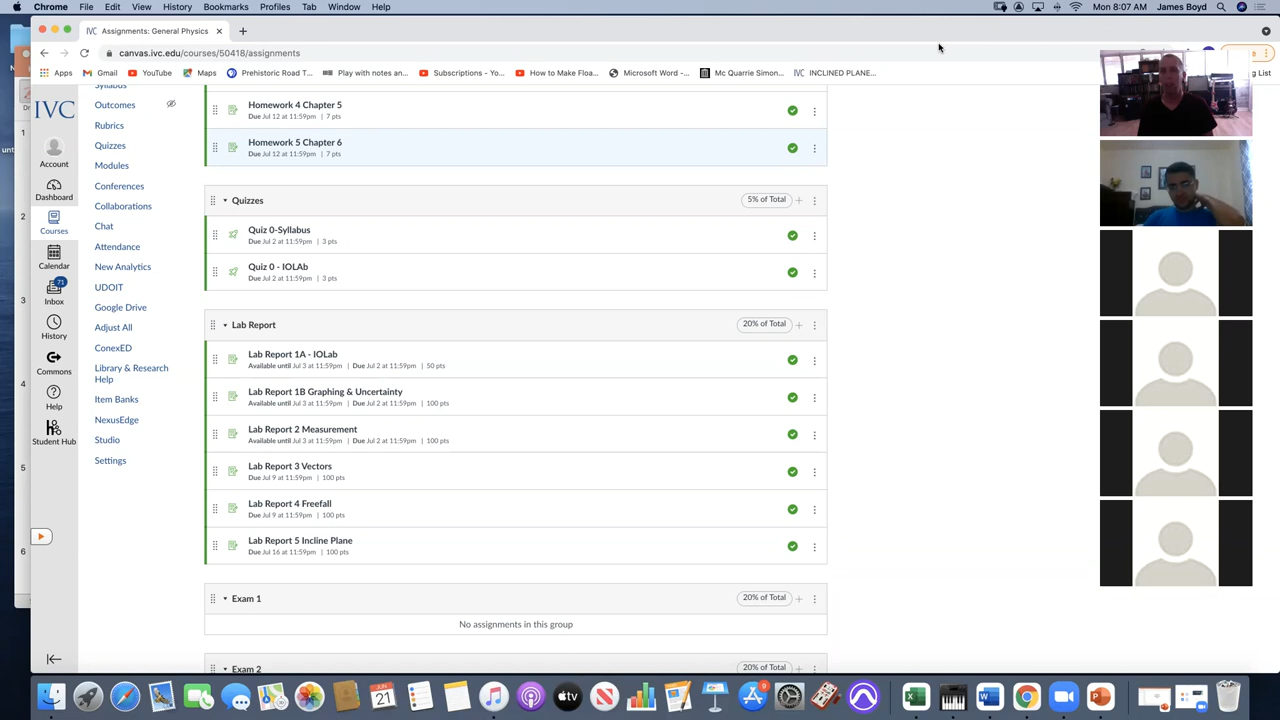 Chrome File Edit View History Bookmarks Profiles Tab Window Help Mon 8:07 AM James Boyd
Assignments: General Physics
canvas.ivc.edu/courses/50418/assignments
Apps Gmail YouTube Maps Prehistoric Road T... Play with notes an... Subscriptions - Yo... How to Make Floa... Microsoft Word -... Mc Quarrie Simon... INCLINED PLANE...
IVC
Account
Dashboard
Courses
Calendar
71
Inbox
History
Commons
Help
Student Hub
Syllabus
Outcomes
Rubrics
Quizzes
Modules
Conferences
Collaborations
Chat
Attendance
New Analytics
UDOIT
Google Drive
Adjust All
ConexED
Library & Research
Help
Item Banks
NexusEdge
Studio
Settings
Homework 4 Chapter 5
Due Jul 12 at 11:59pm | 7 pts
Homework 5 Chapter 6
Due Jul 12 at 11:59pm | 7 pts
Quizzes 5% of Total
Quiz 0-Syllabus
Due Jul 2 at 11:59pm | 3 pts
Quiz 0 - IOLAb
Due Jul 2 at 11:59pm | 3 pts
Lab Report 20% of Total
Lab Report 1A - IOLab
Available until Jul 3 at 11:59pm | Due Jul 2 at 11:59pm | 50 pts
Lab Report 1B Graphing & Uncertainty
Available until Jul 3 at 11:59pm | Due Jul 2 at 11:59pm | 100 pts
Lab Report 2 Measurement
Available until Jul 3 at 11:59pm | Due Jul 2 at 11:59pm | 100 pts
Lab Report 3 Vectors
Due Jul 9 at 11:59pm | 100 pts
Lab Report 4 Freefall
Due Jul 9 at 11:59pm | 100 pts
Lab Report 5 Incline Plane
Due Jul 16 at 11:59pm | 100 pts
Exam 1 20% of Total
No assignments in this group
Exam 2 20% of Total
1
2
3
4
5
6
JUN
21